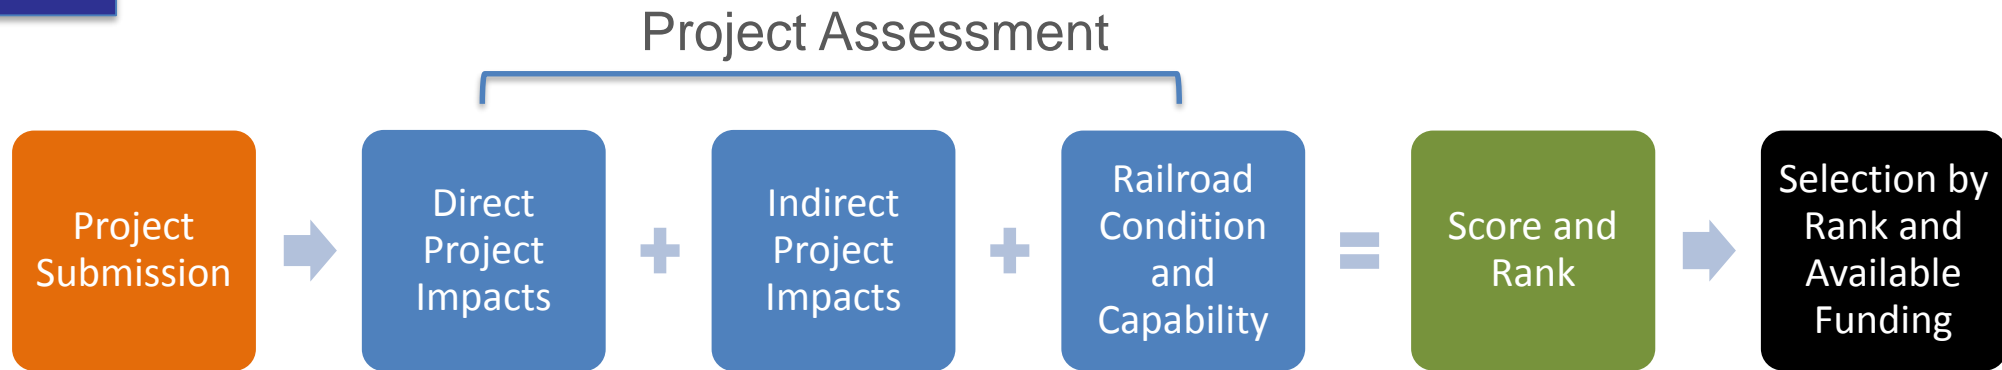 Project Assessment
Project
Submission
Direct
Project
Impacts
Indirect
Project
Impacts
Railroad
Condition
and
Capability
Score and
Rank
Selection by
Rank and
Available
Funding